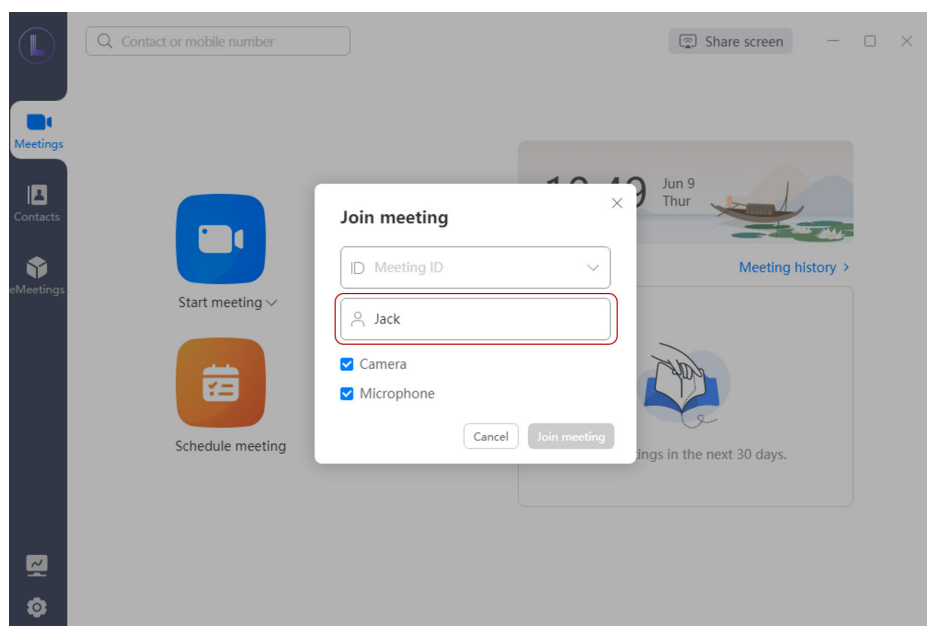 L
Contact or mobile number
Share screen
Meetings
Contacts
eMeetings
Jun 9
Thur
Meeting history >
Start meeting
Schedule meeting
Join meeting
ID Meeting ID
Jack
Camera
Microphone
Cancel
Join meeting
ings in the next 30 days.